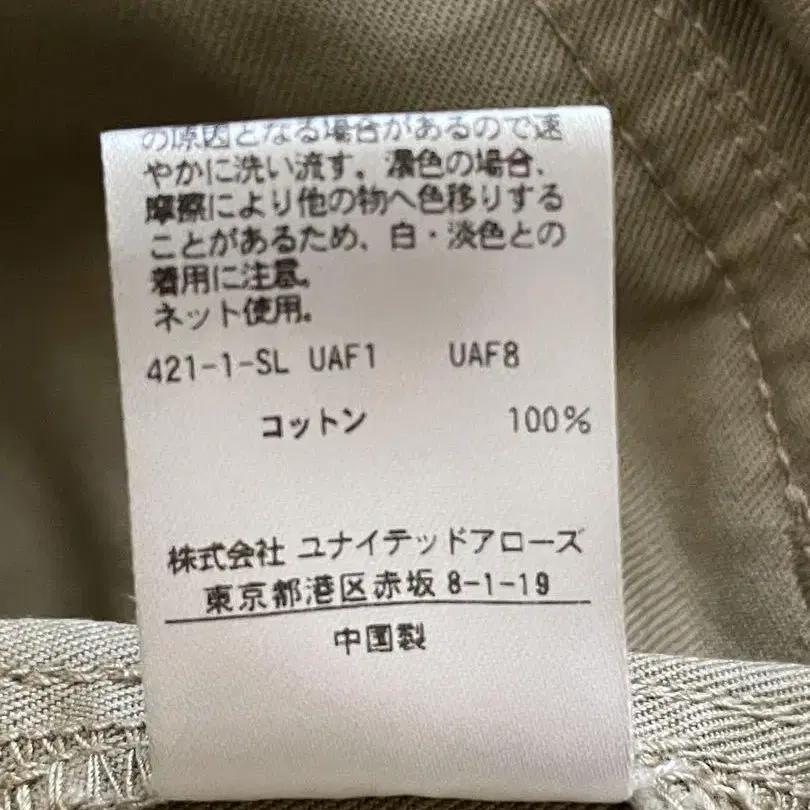 の原因となる場合があるので速
やかに洗い流す。濃色の場合、
摩擦により他の物へ色移りする
ことがあるため、白・淡色との
着用に注意。
ネット使用。
421-1-SL UAF1 UAF8
コットン 100%
株式会社 ユナイテッドアローズ
東京都港区赤坂 8-1-19
中国製